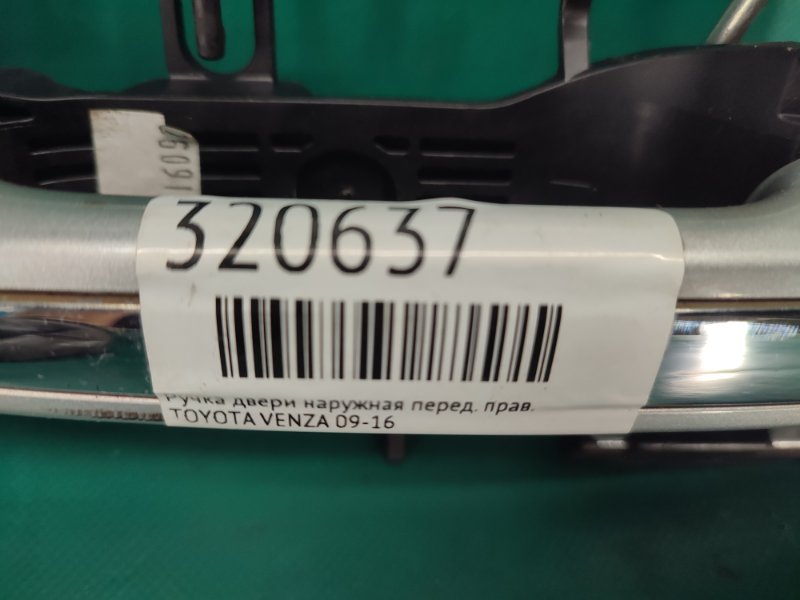 320637
Ручка двери наружная перед. прав.
TOYOTA VENZA 09-16